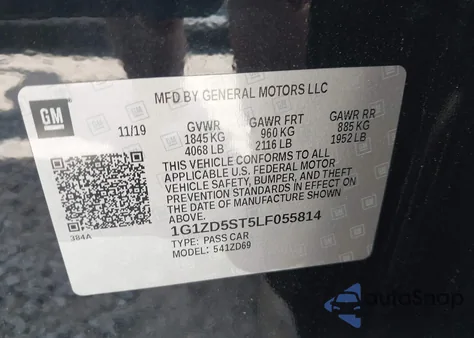 MFD BY GENERAL MOTORS LLC
GM
11/19 GVWR GAWR FRT GAWR RR
1845 KG 960 KG 885 KG
4068 LB 2116 LB 1952 LB
THIS VEHICLE CONFORMS TO ALL
APPLICABLE U.S. FEDERAL MOTOR
VEHICLE SAFETY, BUMPER, AND THEFT
PREVENTION STANDARDS IN EFFECT ON
THE DATE OF MANUFACTURE SHOWN
ABOVE.
1G1ZD5ST5LF055814
TYPE: PASS CAR
MODEL: 541ZD69
384A
autoSnap